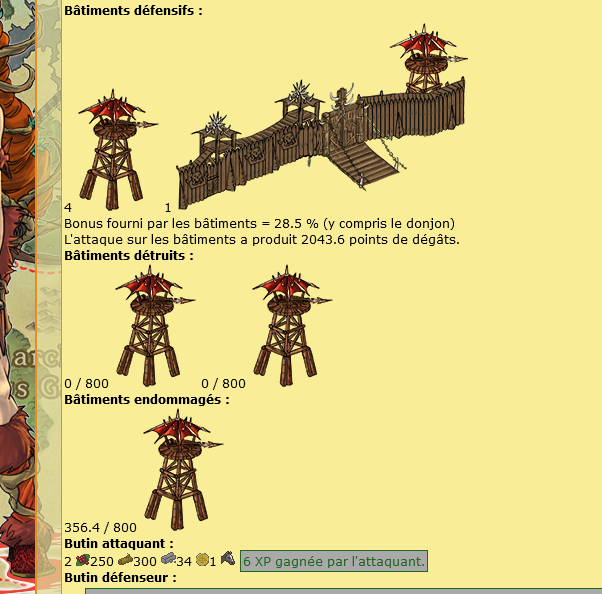 Bâtiments défensifs :
4 1
Bonus fourni par les bâtiments = 28.5 % (y compris le donjon)
L'attaque sur les bâtiments a produit 2043.6 points de dégâts.
Bâtiments détruits :
0 / 800 0 / 800
Bâtiments endommagés :
356.4 / 800
Butin attaquant :
2 250 300 34 1 6 XP gagnée par l'attaquant.
Butin défenseur :